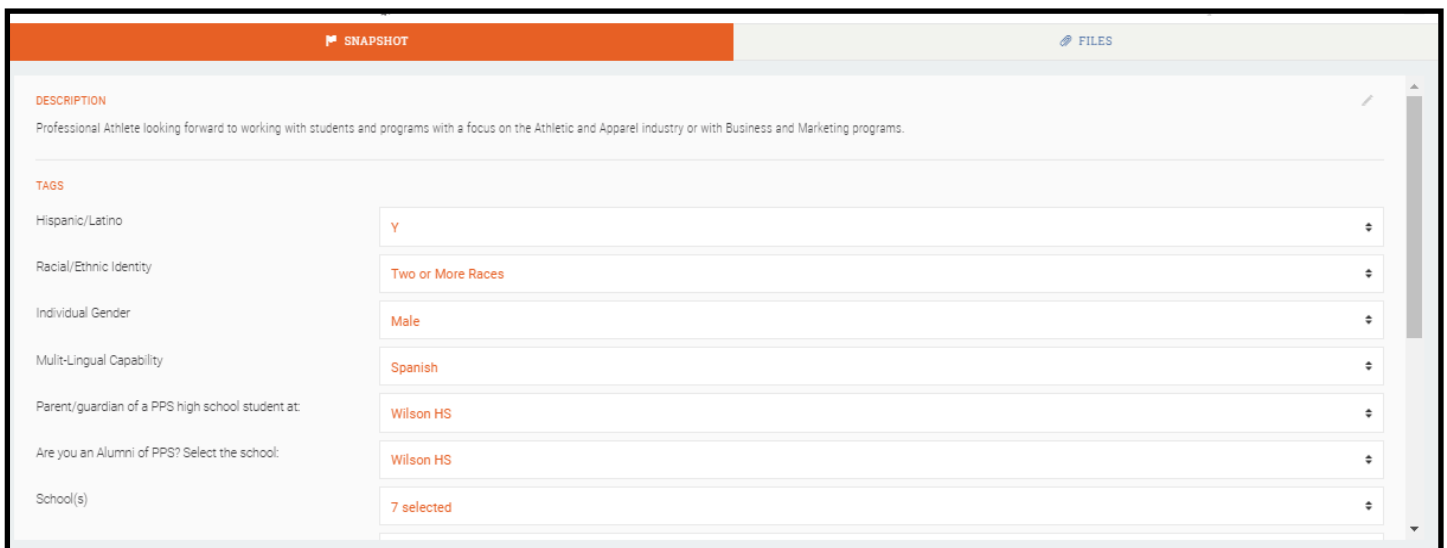 SNAPSHOT
FILES
DESCRIPTION
Professional Athlete looking forward to working with students and programs with a focus on the Athletic and Apparel industry or with Business and Marketing programs.
TAGS
Hispanic/Latino
Y
Racial/Ethnic Identity
Two or More Races
Individual Gender
Male
Mulit-Lingual Capability
Spanish
Parent/guardian of a PPS high school student at:
Wilson HS
Are you an Alumni of PPS? Select the school:
Wilson HS
School(s)
7 selected